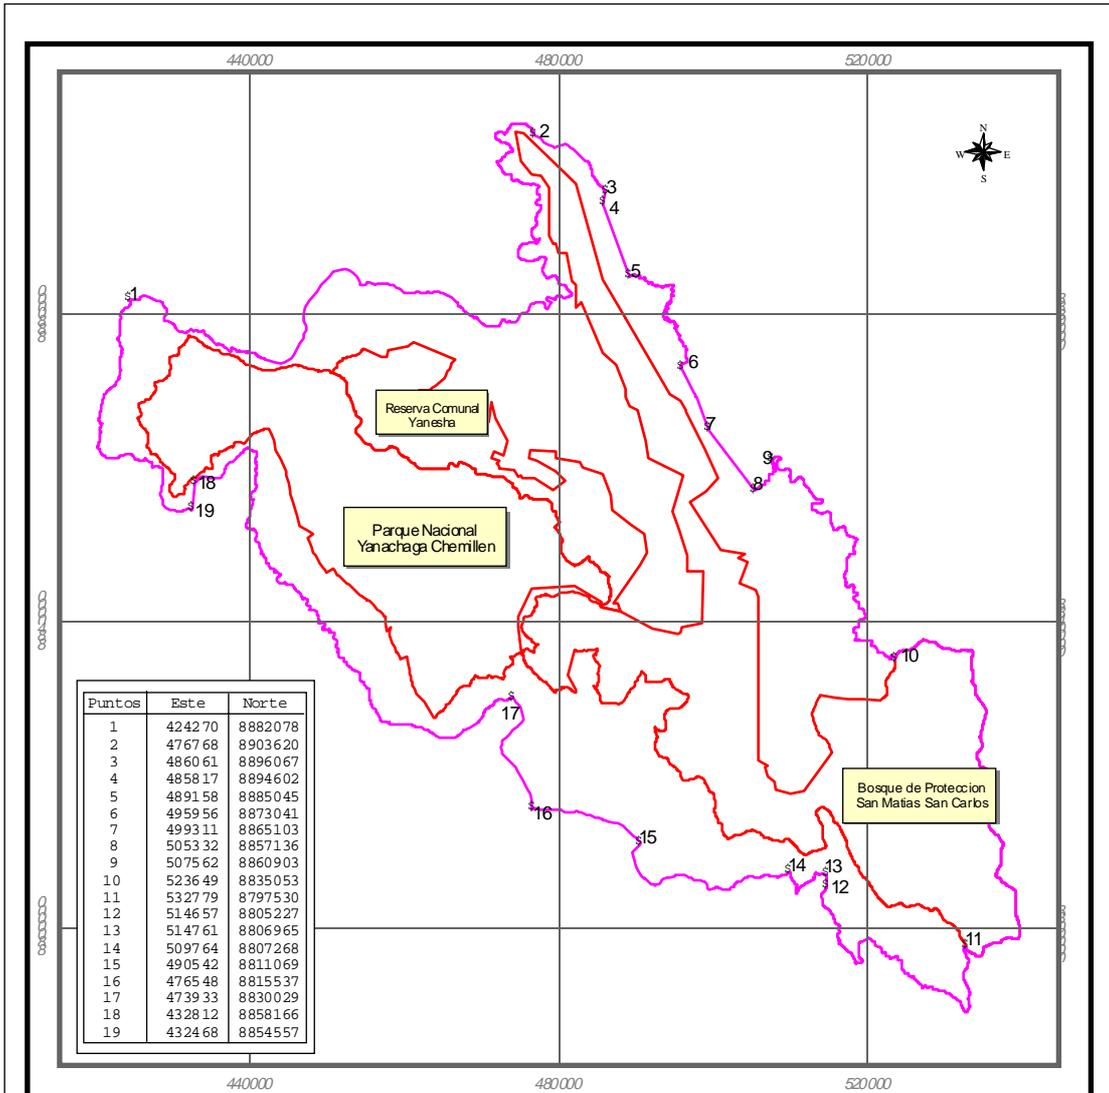 440000 480000 520000
N
W E
S
2
3
4
5
1
6
7
9
8
18
19
10
17
16
15
14 13
12
11
Reserva Comunal
Yanesha
Parque Nacional
Yanachaga Chemillen
Bosque de Proteccion
San Matias San Carlos
Puntos Este Norte
1 424270 8882078
2 476768 8903620
3 486061 8896067
4 485817 8894602
5 489158 8885045
6 495956 8873041
7 499311 8865103
8 505332 8857136
9 507562 8860903
10 523649 8835053
11 532779 8797530
12 514657 8805227
13 514761 8806965
14 509764 8807268
15 490542 8811069
16 476548 8815537
17 473933 8830029
18 432812 8858166
19 432468 8854557
440000 480000 520000